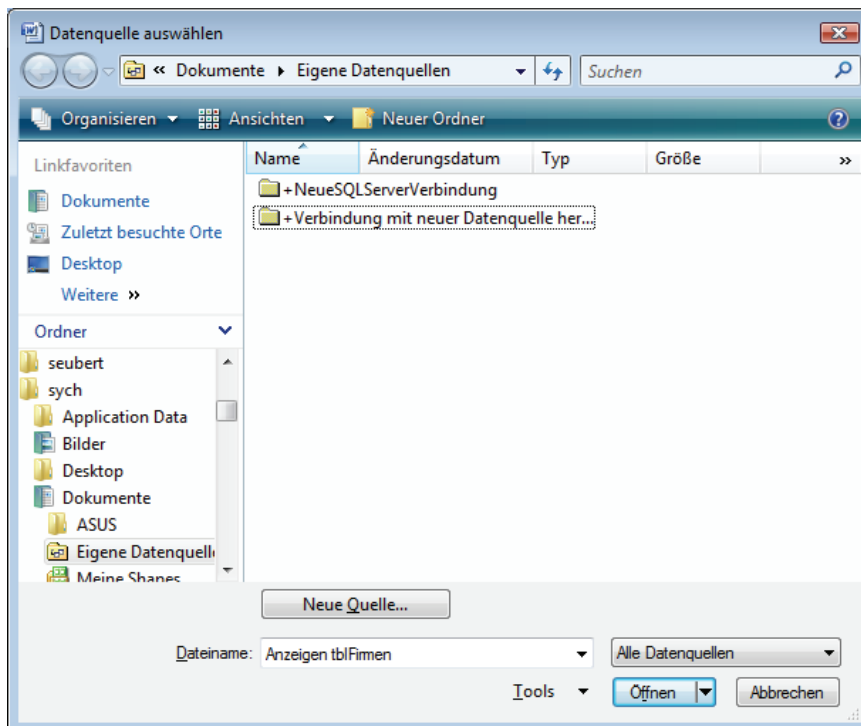 Datenquelle auswählen
« Dokumente Eigene Datenquellen Suchen
Organisieren Ansichten Neuer Ordner
Linkfavoriten
Dokumente
Zuletzt besuchte Orte
Desktop
Weitere »
Ordner
seubert
sych
Application Data
Bilder
Desktop
Dokumente
ASUS
Eigene Datenquell
Meine Shapes
Name Änderungsdatum Typ Größe »
+NeueSQLServerVerbindung
+Verbindung mit neuer Datenquelle her...
Neue Quelle...
Dateiname: Anzeigen tblFirmen Alle Datenquellen
Tools Öffnen Abbrechen